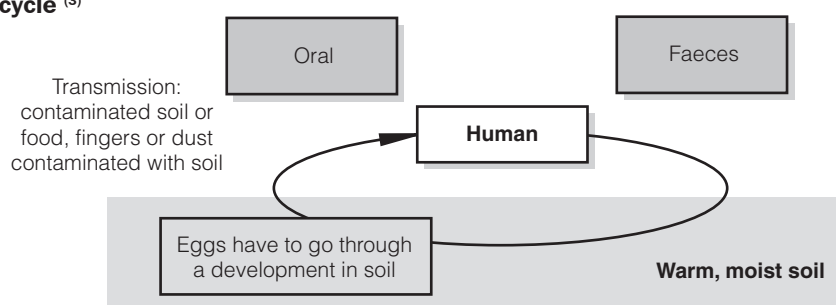 cycle (3)
Oral
Faeces
Transmission:
contaminated soil or
food, fingers or dust
contaminated with soil
Human
Eggs have to go through
a development in soil
Warm, moist soil